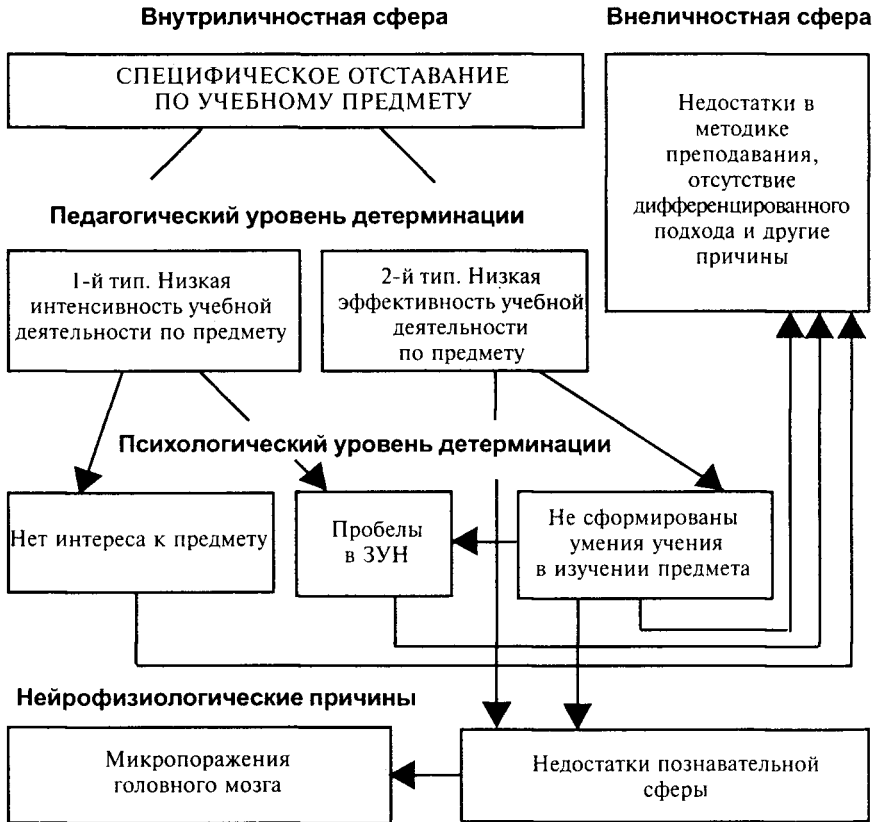 Внутриличностная сфера
Внеличностная сфера
СПЕЦИФИЧЕСКОЕ ОТСТАВАНИЕ
ПО УЧЕБНОМУ ПРЕДМЕТУ
Недостатки в
методике
преподавания,
отсутствие
дифференцированного
подхода и другие
причины
Педагогический уровень детерминации
1-й тип. Низкая
интенсивность учебной
деятельности по предмету
2-й тип. Низкая
эффективность учебной
деятельности
по предмету
Психологический уровень детерминации
Нет интереса к предмету
Пробелы
в ЗУН
Не сформированы
умения учения
в изучении предмета
Нейрофизиологические причины
Микропоражения
головного мозга
Недостатки познавательной
сферы